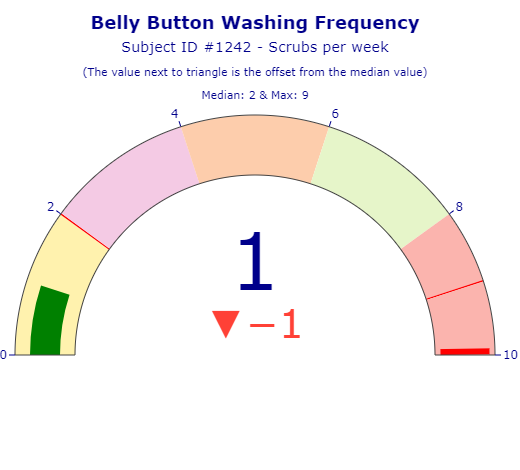 Belly Button Washing Frequency
Subject ID #1242 - Scrubs per week
(The value next to triangle is the offset from the median value)
Median: 2 & Max: 9
4
6
2
8
1
▼−1
0
10